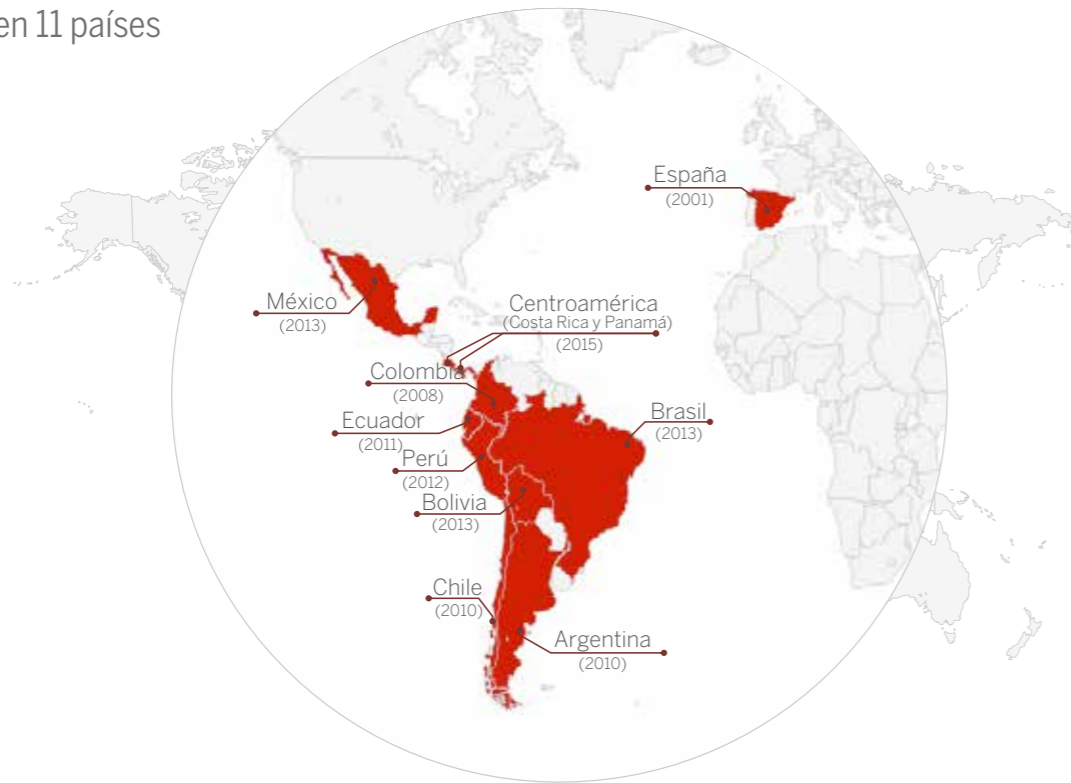 en 11 países
España
(2001)
México
(2013)
Centroamérica
(Costa Rica y Panamá)
(2015)
Colombia
(2008)
Ecuador
(2011)
Brasil
(2013)
Perú
(2012)
Bolivia
(2013)
Chile
(2010)
Argentina
(2010)